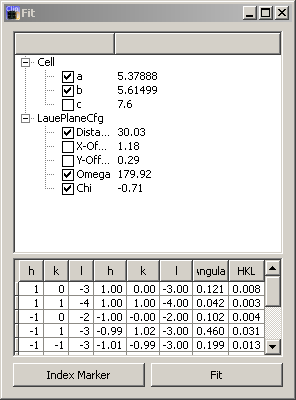 Clip Fit
Cell
a 5.37888
b 5.61499
c 7.6
LauePlaneCfg
Dista... 30.03
X-Of... 1.18
Y-Off... 0.29
Omega 179.92
Chi -0.71
h k l h k l Angula HKL
1 0 -3 1.00 0.00 -3.00 0.121 0.008
1 1 -4 1.00 1.00 -4.00 0.042 0.003
-1 0 -2 -1.00 -0.00 -2.00 0.102 0.004
-1 1 -3 -0.99 1.02 -3.00 0.460 0.031
-1 -1 -3 -1.01 -0.99 -3.00 0.199 0.013
Index Marker Fit